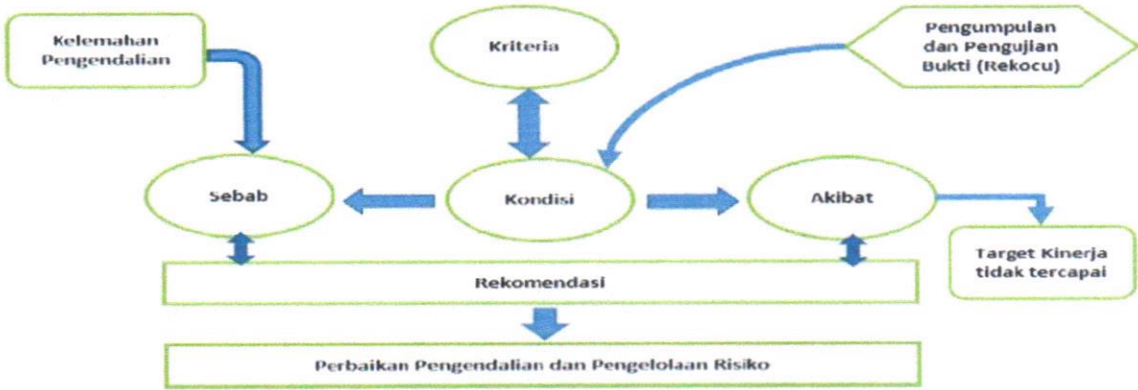 Kelemahan
Pengendalian
Kriteria
Pengumpulan
dan Pengujian
Bukti (Rekocu)
Sebab
Kondisi
Akibat
Target Kinerja
tidak tercapai
Rekomendasi
Perbaikan Pengendalian dan Pengelolaan Risiko